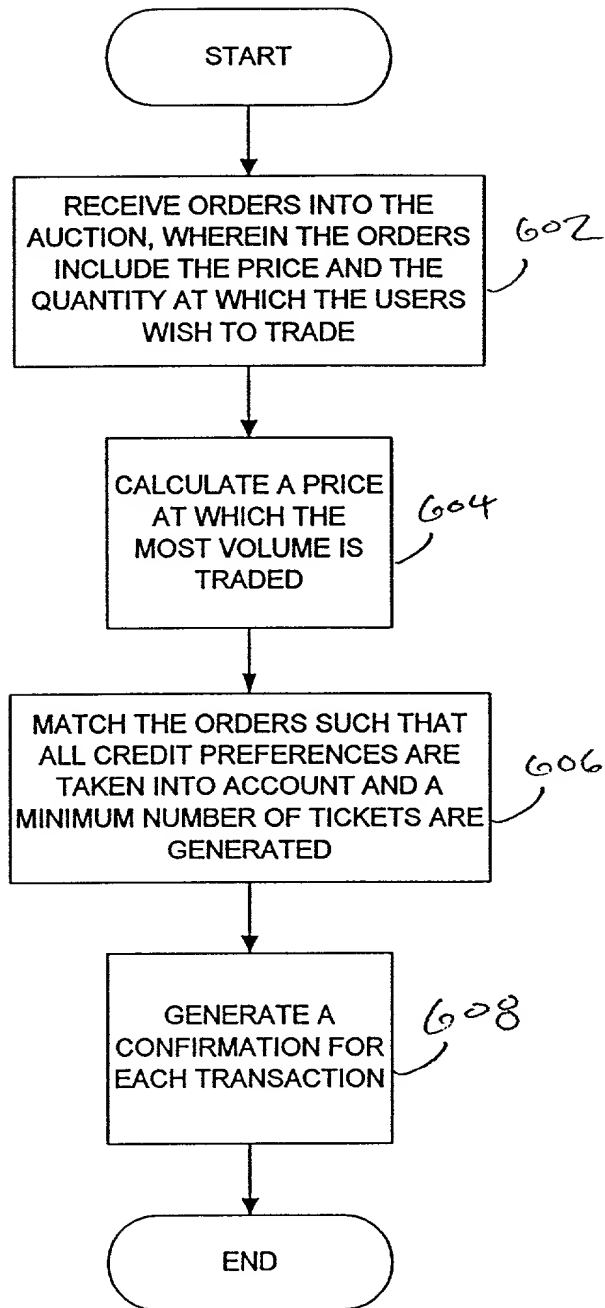 START
RECEIVE ORDERS INTO THE
AUCTION, WHEREIN THE ORDERS
INCLUDE THE PRICE AND THE
QUANTITY AT WHICH THE USERS
WISH TO TRADE
602
CALCULATE A PRICE
AT WHICH THE
MOST VOLUME IS
TRADED
604
MATCH THE ORDERS SUCH THAT
ALL CREDIT PREFERENCES ARE
TAKEN INTO ACCOUNT AND A
MINIMUM NUMBER OF TICKETS ARE
GENERATED
606
GENERATE A
CONFIRMATION FOR
EACH TRANSACTION
608
END